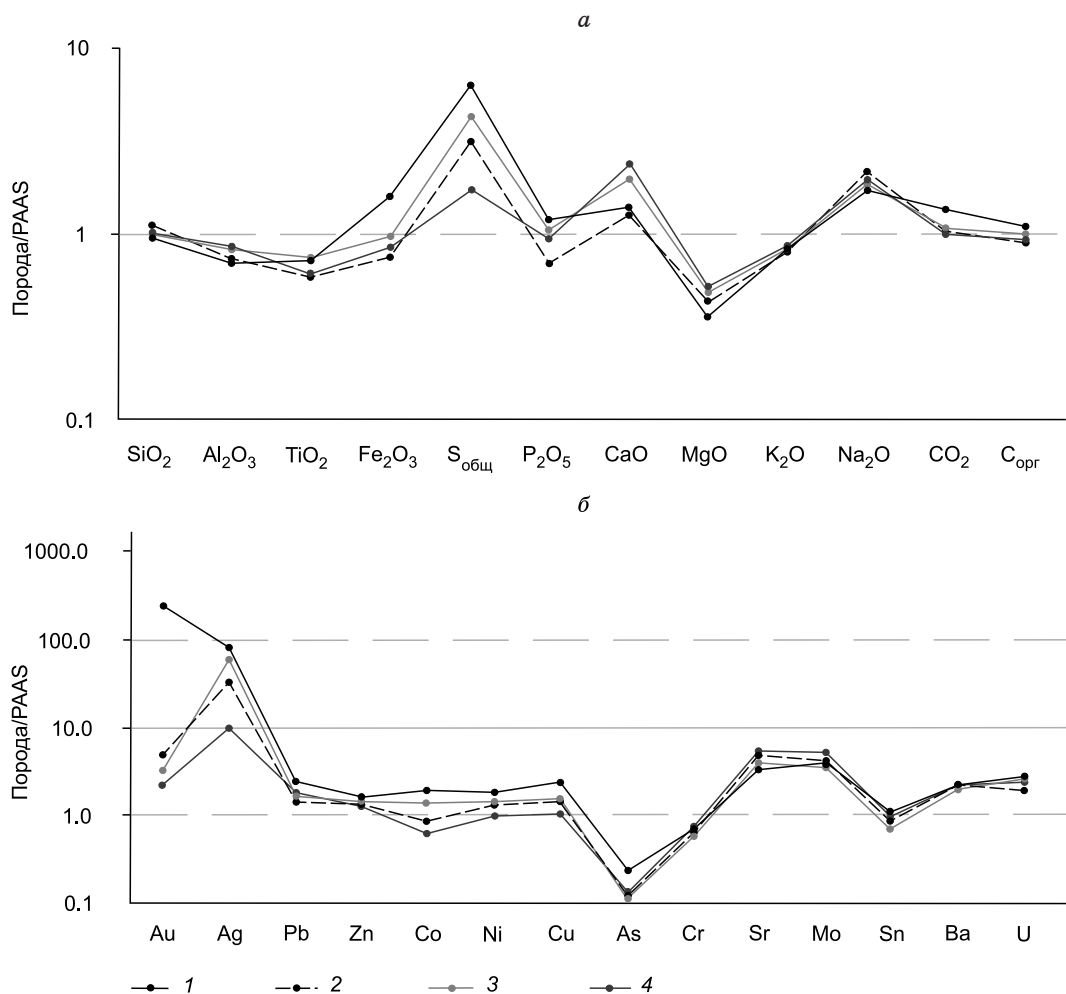 а
10
1
0.1
Порода/PAAS
SiO₂ Al₂O₃ TiO₂ Fe₂O₃ Sобщ P₂O₅ CaO MgO K₂O Na₂O CO₂ Cорг
б
1000.0
100.0
10.0
1.0
0.1
Порода/PAAS
Au Ag Pb Zn Co Ni Cu As Cr Sr Mo Sn Ba U
1 2 3 4